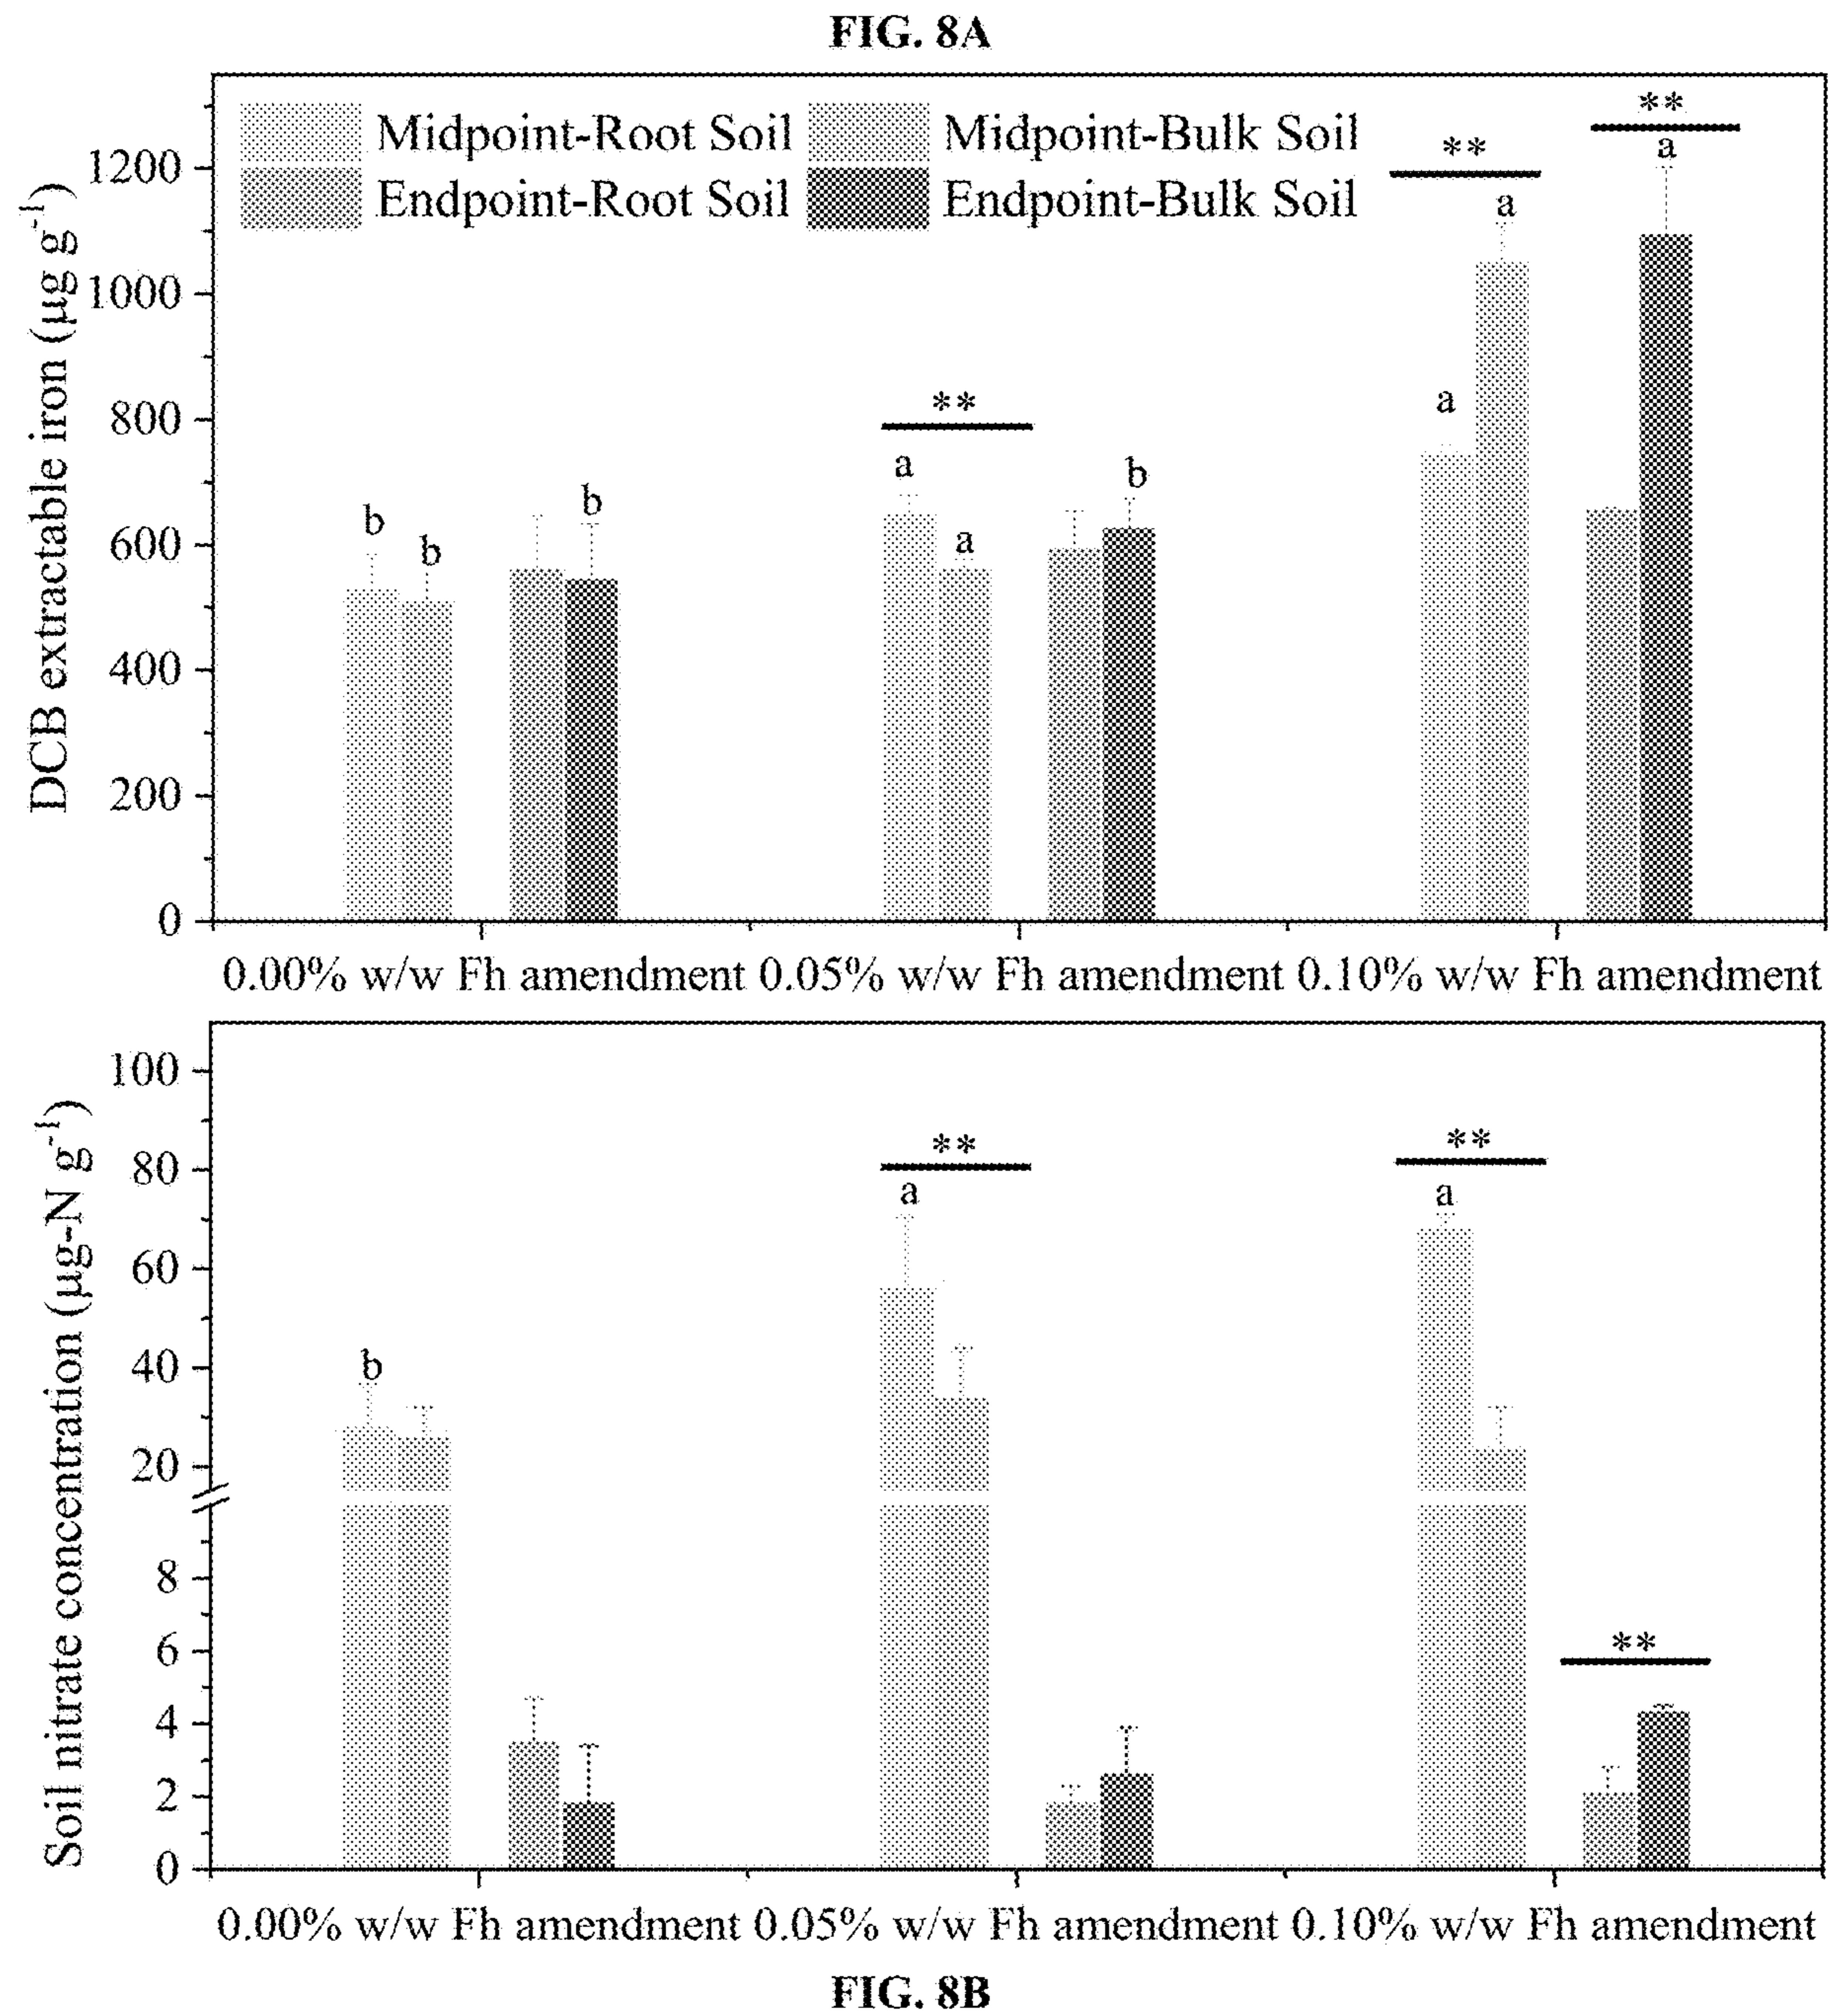 FIG. 8A
Midpoint-Root Soil
Midpoint-Bulk Soil
Endpoint-Root Soil
Endpoint-Bulk Soil
DCB extractable iron (µg g⁻¹)
1200
1000
800
600
400
200
0
b
b
b
**
a
a
b
**
a
a
**
a
0.00% w/w Fh amendment 0.05% w/w Fh amendment 0.10% w/w Fh amendment
Soil nitrate concentration (µg-N g⁻¹)
100
80
60
40
20
8
6
4
2
0
b
**
a
**
a
**
0.00% w/w Fh amendment 0.05% w/w Fh amendment 0.10% w/w Fh amendment
FIG. 8B